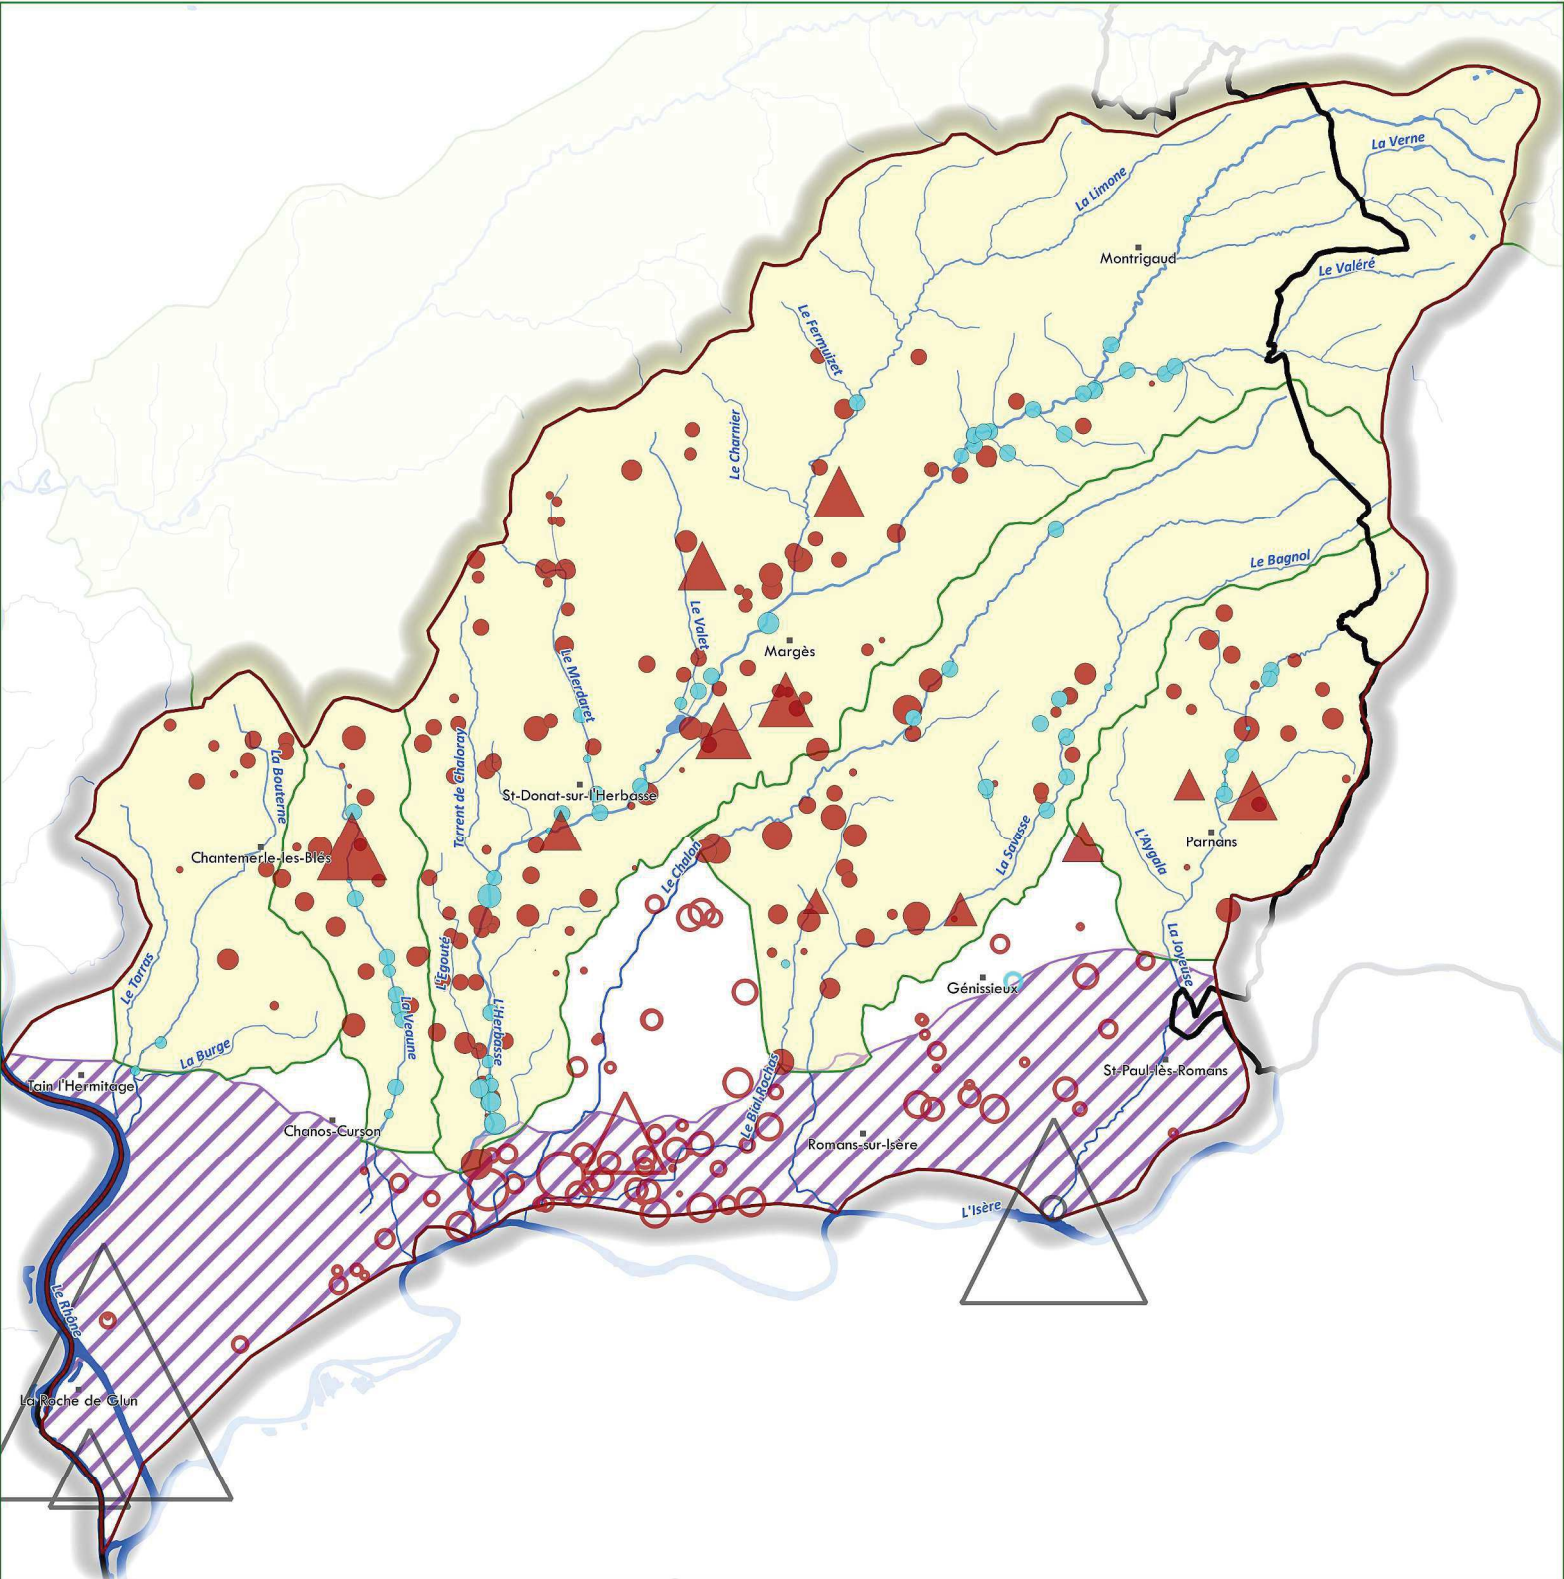 La Verne
La Limone
Montrigaud
Le Valéré
Le Fermuizet
Le Charnier
Le Bagnol
Le Valet
Margès
Le Merdaret
La Bouterne
Torrent de Chaloray
St-Donat-sur-l'Herbasse
Chantemerle-les-Blés
Le Chalon
La Savasse
L'Aygala
Parnans
Le Torras
L'Egouté
La Veaune
L'Herbasse
La Joyeuse
Génissieux
La Burge
Tain l'Hermitage
Le Bial Rochas
St-Paul-lès-Romans
Chanos-Curson
Romans-sur-Isère
L'Isère
Le Rhône
La Roche de Glun